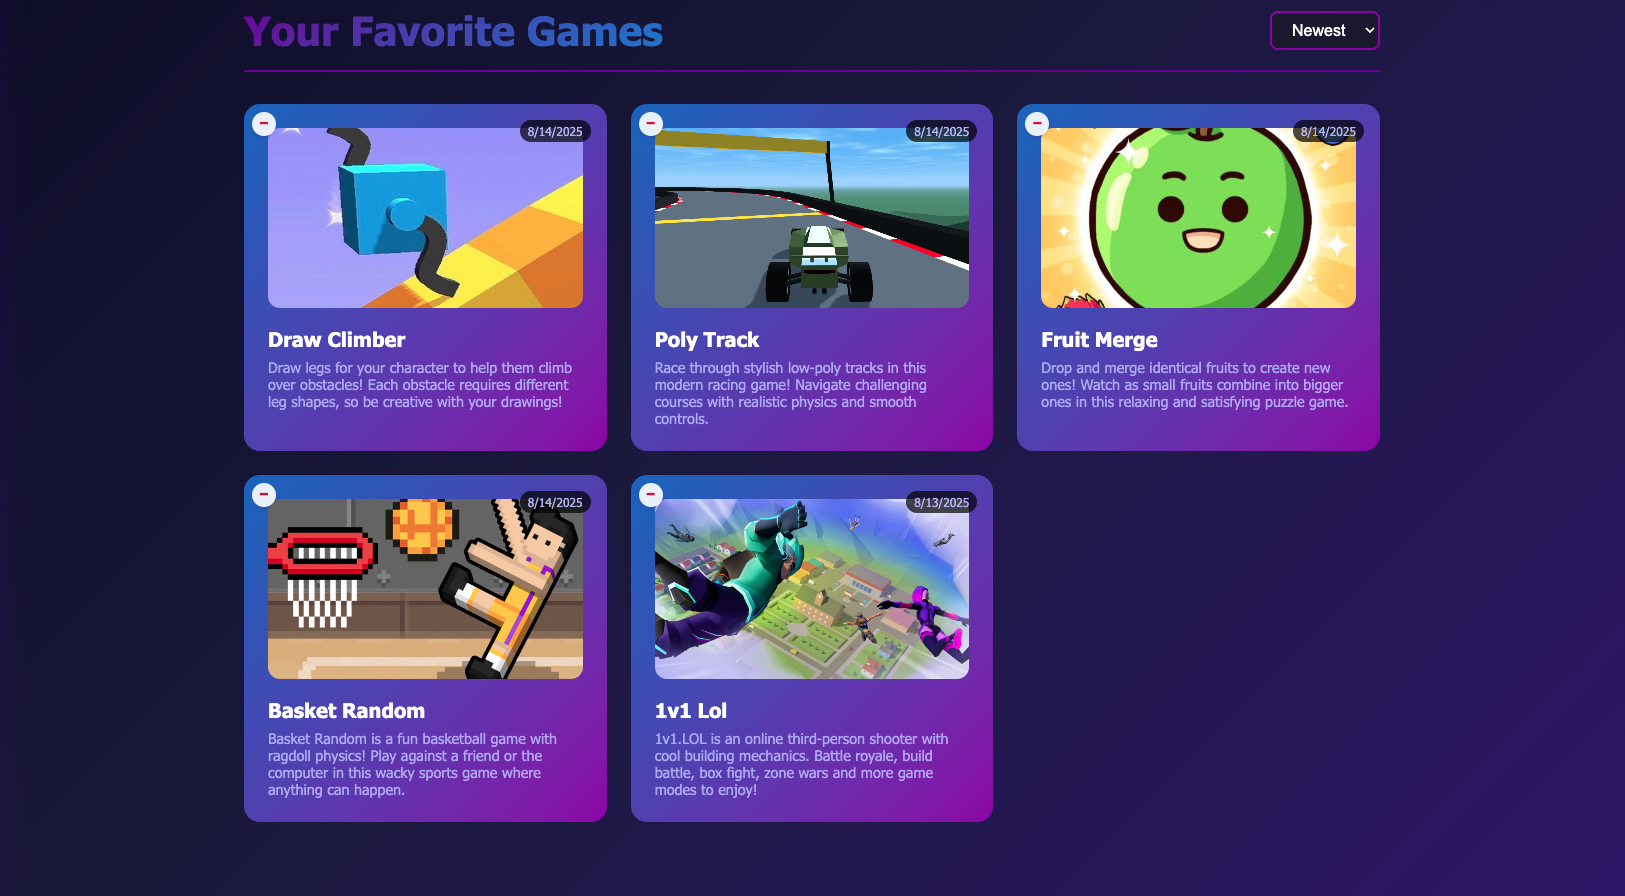 Your Favorite Games
Newest
8/14/2025
8/14/2025
8/14/2025
Draw Climber
Draw legs for your character to help them climb
over obstacles! Each obstacle requires different
leg shapes, so be creative with your drawings!
Poly Track
Race through stylish low-poly tracks in this
modern racing game! Navigate challenging
courses with realistic physics and smooth
controls.
Fruit Merge
Drop and merge identical fruits to create new
ones! Watch as small fruits combine into bigger
ones in this relaxing and satisfying puzzle game.
8/14/2025
8/13/2025
Basket Random
Basket Random is a fun basketball game with
ragdoll physics! Play against a friend or the
computer in this wacky sports game where
anything can happen.
1v1 Lol
1v1.LOL is an online third-person shooter with
cool building mechanics. Battle royale, build
battle, box fight, zone wars and more game
modes to enjoy!